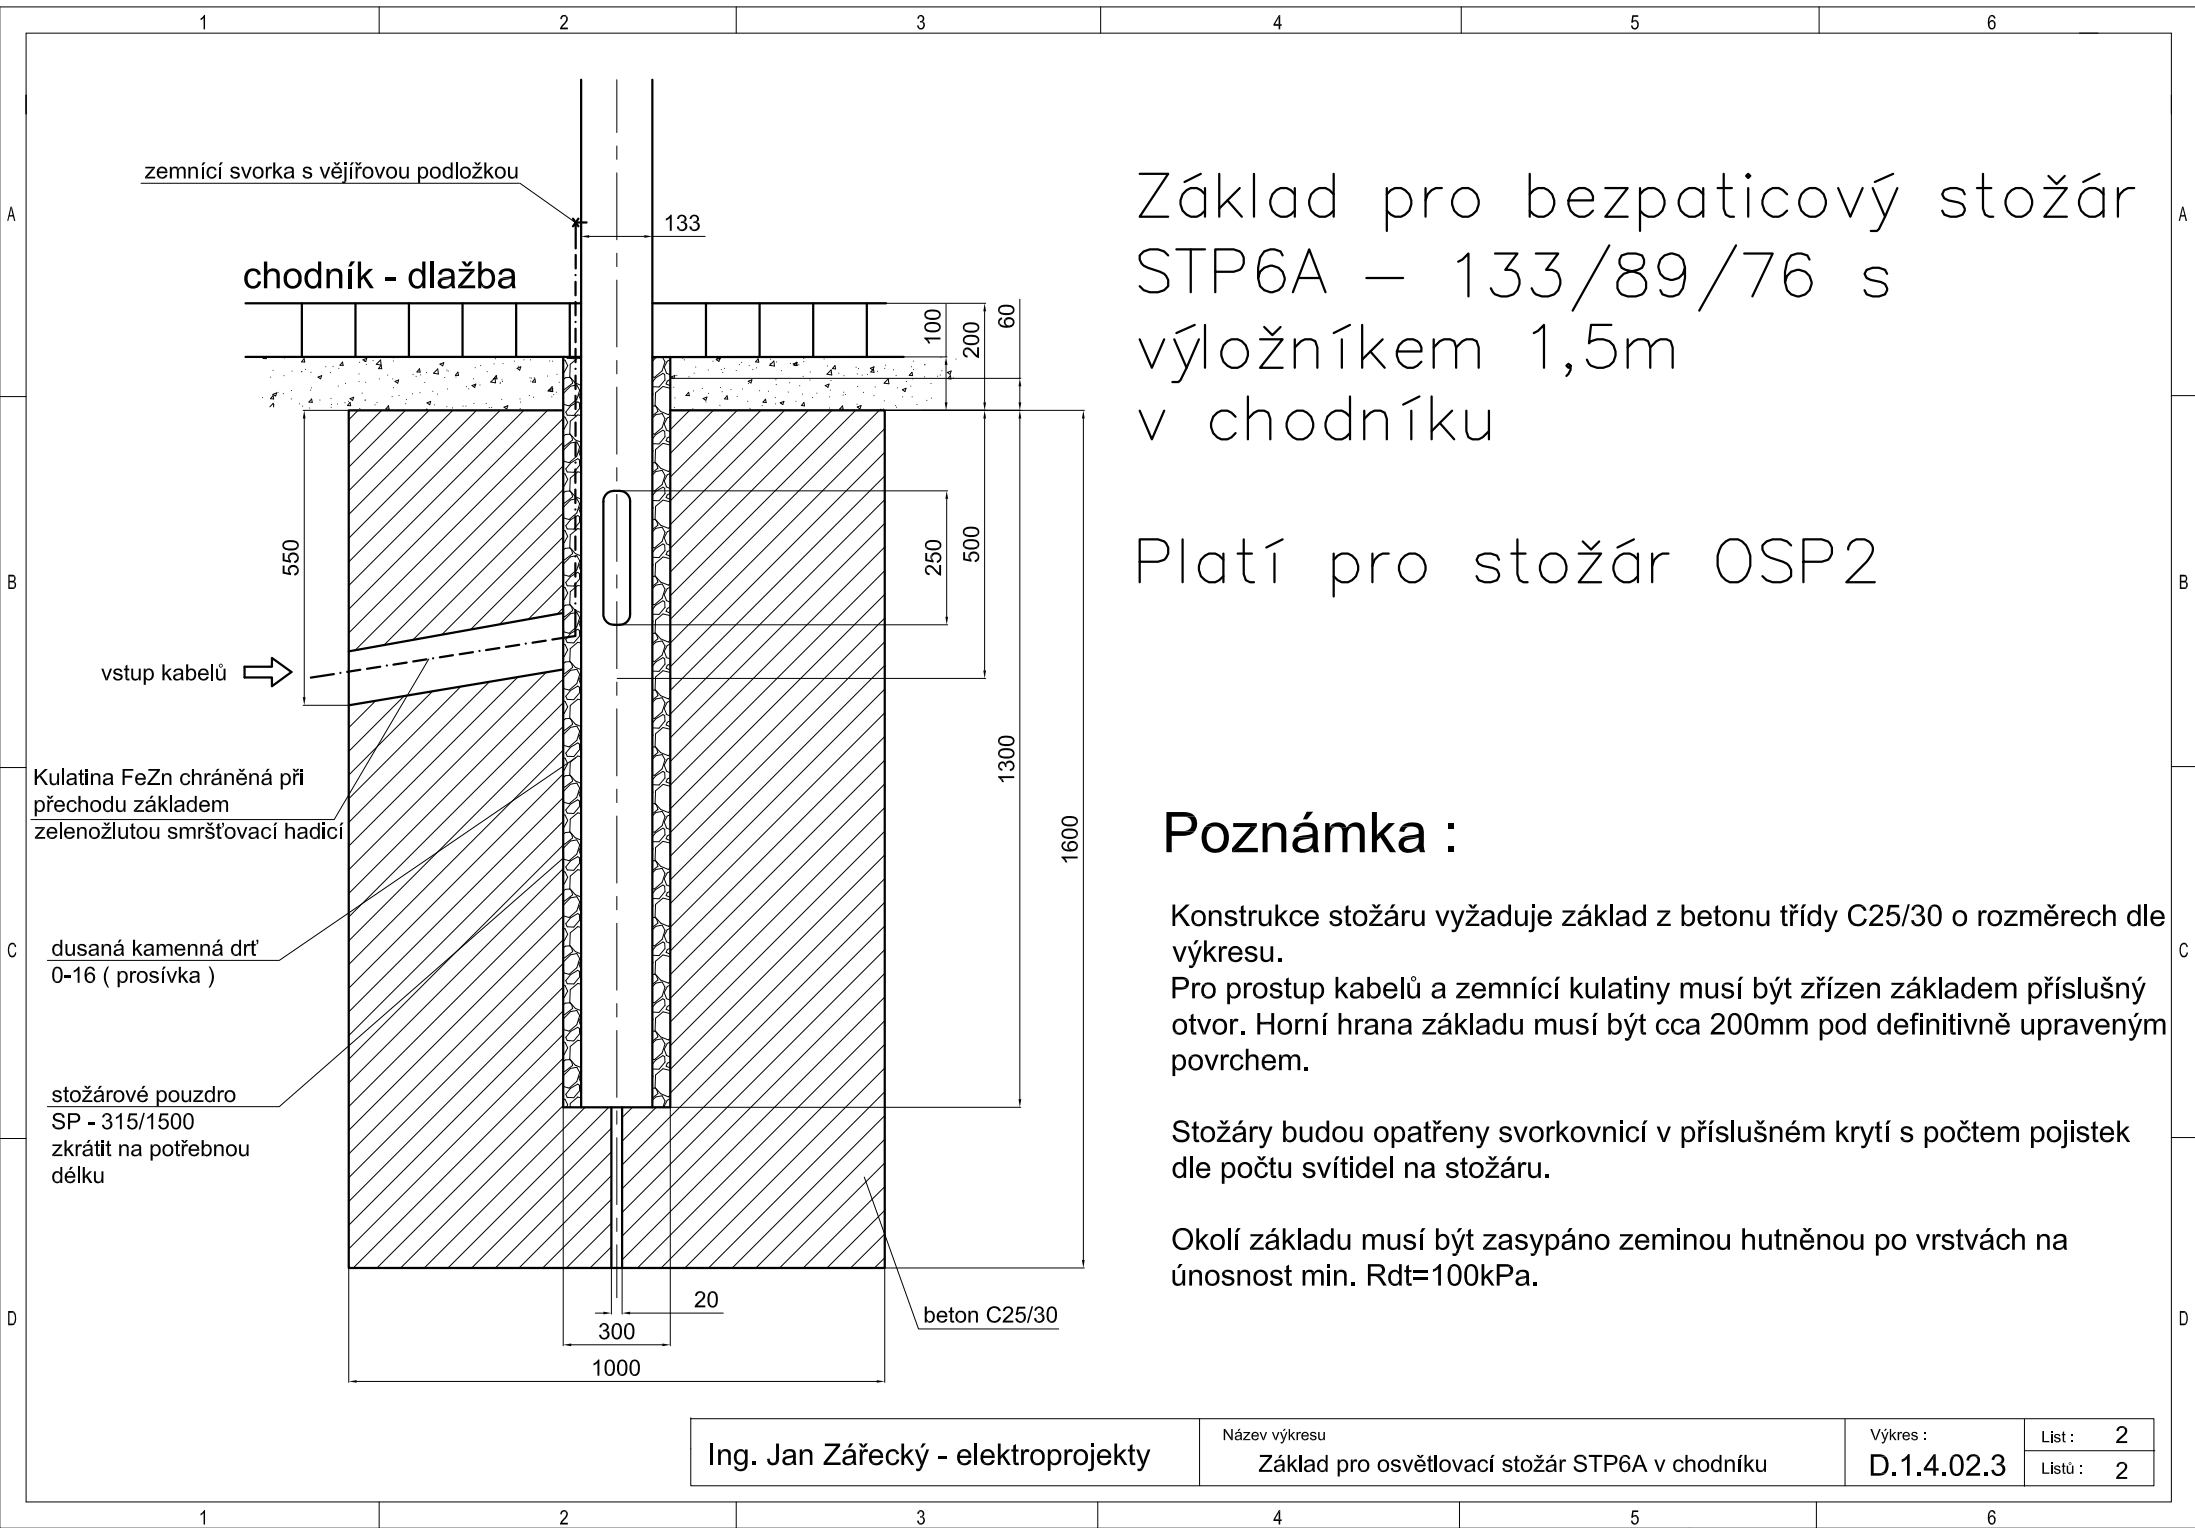 1 2 3 4 5 6
A A
B B
C C
D D
zemnící svorka s vějířovou podložkou
133
chodník - dlažba
100
200
60
550
250
500
1300
1600
vstup kabelů
Kulatina FeZn chráněná při
přechodu základem
zelenožlutou smršťovací hadicí
dusaná kamenná drť
0-16 ( prosívka )
stožárové pouzdro
SP - 315/1500
zkrátit na potřebnou
délku
20
300
1000
beton C25/30
Základ pro bezpaticový stožár
STP6A – 133/89/76 s
výložníkem 1,5m
v chodníku
Platí pro stožár OSP2
Poznámka :
Konstrukce stožáru vyžaduje základ z betonu třídy C25/30 o rozměrech dle
výkresu.
Pro prostup kabelů a zemnící kulatiny musí být zřízen základem příslušný
otvor. Horní hrana základu musí být cca 200mm pod definitivně upraveným
povrchem.
Stožáry budou opatřeny svorkovnicí v příslušném krytí s počtem pojistek
dle počtu svítidel na stožáru.
Okolí základu musí být zasypáno zeminou hutněnou po vrstvách na
únosnost min. Rdt=100kPa.
Ing. Jan Zářecký - elektroprojekty
Název výkresu
Základ pro osvětlovací stožár STP6A v chodníku
Výkres :
D.1.4.02.3
List : 2
Listů : 2
1 2 3 4 5 6